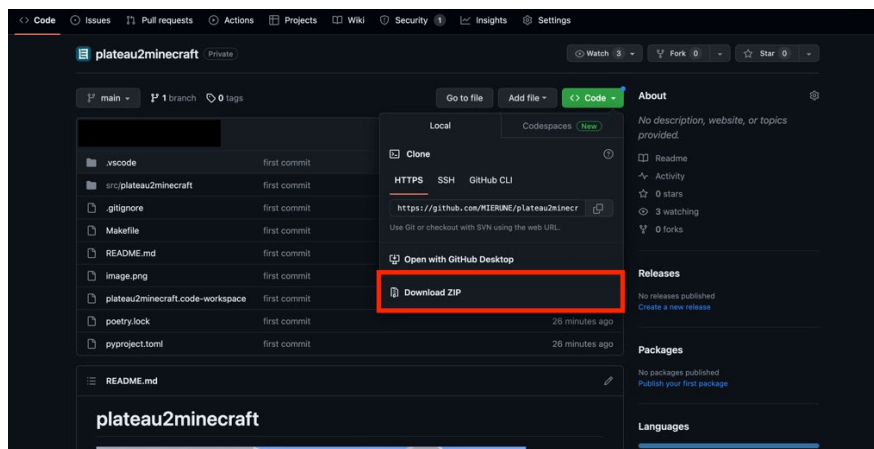 Code Issues Pull requests Actions Projects Wiki Security 1 Insights Settings
plateau2minecraft Private Watch 3 Fork 0 Star 0
main 1 branch 0 tags Go to file Add file Code
Local Codespaces New
Clone
HTTPS SSH GitHub CLI
https://github.com/MIERUNE/plateau2minecr
Use Git or checkout with SVN using the web URL.
Open with GitHub Desktop
Download ZIP
.vscode first commit
src/plateau2minecraft first commit
.gitignore first commit
Makefile first commit
README.md first commit
image.png first commit
plateau2minecraft.code-workspace first commit
poetry.lock first commit 26 minutes ago
pyproject.toml first commit 26 minutes ago
README.md
plateau2minecraft
About
No description, website, or topics
provided.
Readme
Activity
0 stars
3 watching
0 forks
Releases
No releases published
Create a new release
Packages
No packages published
Publish your first package
Languages